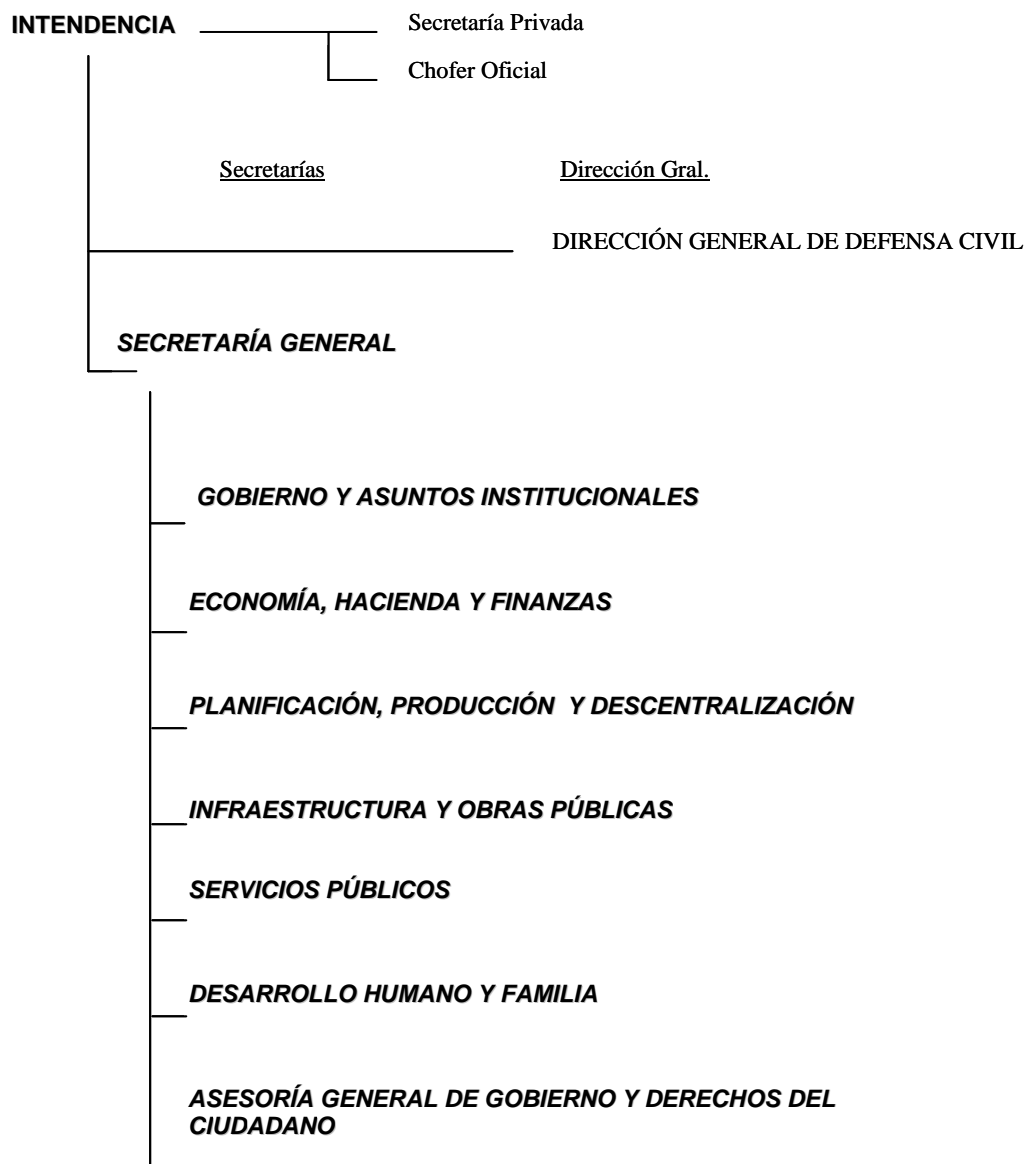 INTENDENCIA
Secretaría Privada
Chofer Oficial
Secretarías
Dirección Gral.
DIRECCIÓN GENERAL DE DEFENSA CIVIL
SECRETARÍA GENERAL
GOBIERNO Y ASUNTOS INSTITUCIONALES
ECONOMÍA, HACIENDA Y FINANZAS
PLANIFICACIÓN, PRODUCCIÓN Y DESCENTRALIZACIÓN
INFRAESTRUCTURA Y OBRAS PÚBLICAS
SERVICIOS PÚBLICOS
DESARROLLO HUMANO Y FAMILIA
ASESORÍA GENERAL DE GOBIERNO Y DERECHOS DEL
CIUDADANO